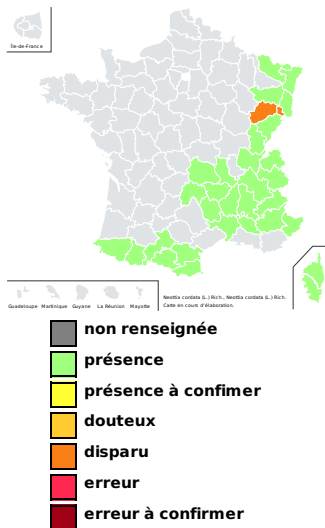 Île-de-France
Guadeloupe Martinique Guyane La Réunion Mayotte
Neottia cordata (L.) Rich., Neottia cordata (L.) Rich.
Carte en cours d'élaboration.
non renseignée
présence
présence à confimer
douteux
disparu
erreur
erreur à confirmer